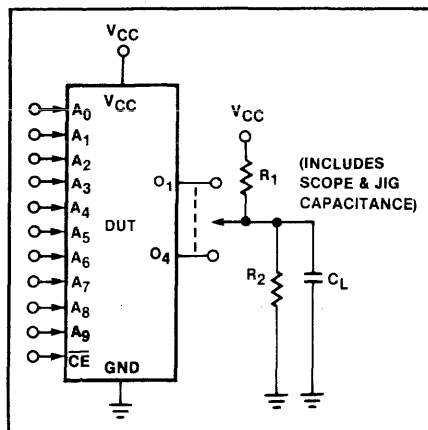 VCC
VCC
A0
A1
A2
A3
A4
A5
A6
A7
A8
A9
CE
DUT
O1
O4
GND
VCC
R1
(INCLUDES
SCOPE & JIG
CAPACITANCE)
R2
CL